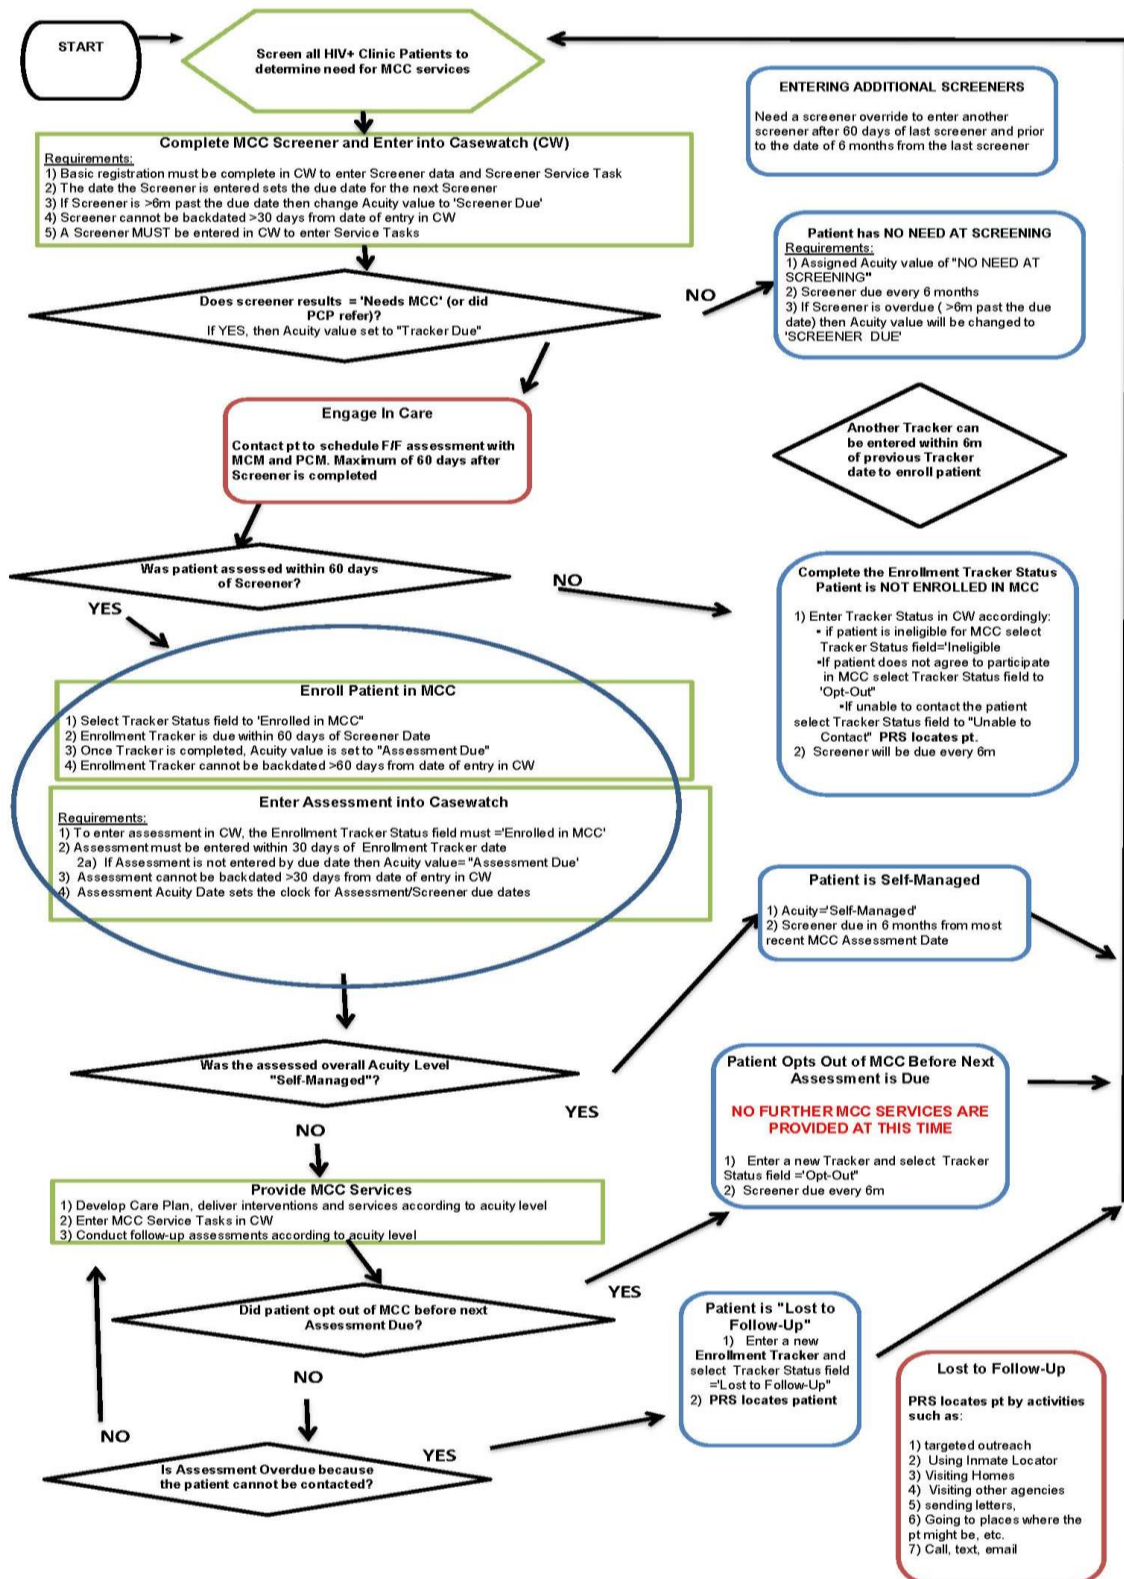 START
Screen all HIV+ Clinic Patients to
determine need for MCC services
ENTERING ADDITIONAL SCREENERS
Need a screener override to enter another
screener after 60 days of last screener and prior
to the date of 6 months from the last screener
Complete MCC Screener and Enter into Casewatch (CW)
Requirements:
1) Basic registration must be complete in CW to enter Screener data and Screener Service Task
2) The date the Screener is entered sets the due date for the next Screener
3) If Screener is >6m past the due date then change Acuity value to 'Screener Due'
4) Screener cannot be backdated >30 days from date of entry in CW
5) A Screener MUST be entered in CW to enter Service Tasks
Patient has NO NEED AT SCREENING
Requirements:
1) Assigned Acuity value of "NO NEED AT
SCREENING"
2) Screener due every 6 months
3) If Screener is overdue ( >6m past the due
date) then Acuity value will be changed to
'SCREENER DUE'
Does screener results = 'Needs MCC' (or did
PCP refer)?
If YES, then Acuity value set to "Tracker Due"
NO
Engage In Care
Contact pt to schedule F/F assessment with
MCM and PCM. Maximum of 60 days after
Screener is completed
Another Tracker can
be entered within 6m
of previous Tracker
date to enroll patient
Was patient assessed within 60 days
of Screener?
NO
YES
Complete the Enrollment Tracker Status
Patient is NOT ENROLLED IN MCC
1) Enter Tracker Status in CW accordingly:
• if patient is ineligible for MCC select
Tracker Status field='Ineligible
•If patient does not agree to participate
in MCC select Tracker Status field to
'Opt-Out"
•If unable to contact the patient
select Tracker Status field to "Unable to
Contact" PRS locates pt.
2) Screener will be due every 6m
Enroll Patient in MCC
1) Select Tracker Status field to 'Enrolled in MCC"
2) Enrollment Tracker is due within 60 days of Screener Date
3) Once Tracker is completed, Acuity value is set to "Assessment Due"
4) Enrollment Tracker cannot be backdated >60 days from date of entry in CW
Enter Assessment into Casewatch
Requirements:
1) To enter assessment in CW, the Enrollment Tracker Status field must ='Enrolled in MCC'
2) Assessment must be entered within 30 days of Enrollment Tracker date
2a) If Assessment is not entered by due date then Acuity value= "Assessment Due'
3) Assessment cannot be backdated >30 days from date of entry in CW
4) Assessment Acuity Date sets the clock for Assessment/Screener due dates
Patient is Self-Managed
1) Acuity='Self-Managed'
2) Screener due in 6 months from most
recent MCC Assessment Date
Was the assessed overall Acuity Level
"Self-Managed"?
YES
NO
Patient Opts Out of MCC Before Next
Assessment is Due
NO FURTHER MCC SERVICES ARE
PROVIDED AT THIS TIME
1) Enter a new Tracker and select Tracker
Status field ='Opt-Out"
2) Screener due every 6m
Provide MCC Services
1) Develop Care Plan, deliver interventions and services according to acuity level
2) Enter MCC Service Tasks in CW
3) Conduct follow-up assessments according to acuity level
Did patient opt out of MCC before next
Assessment Due?
YES
NO
Patient is "Lost to
Follow-Up"
1) Enter a new
Enrollment Tracker and
select Tracker Status field
='Lost to Follow-Up"
2) PRS locates patient
NO
YES
Is Assessment Overdue because
the patient cannot be contacted?
Lost to Follow-Up
PRS locates pt by activities
such as:
1) targeted outreach
2) Using Inmate Locator
3) Visiting Homes
4) Visiting other agencies
5) sending letters,
6) Going to places where the
pt might be, etc.
7) Call, text, email